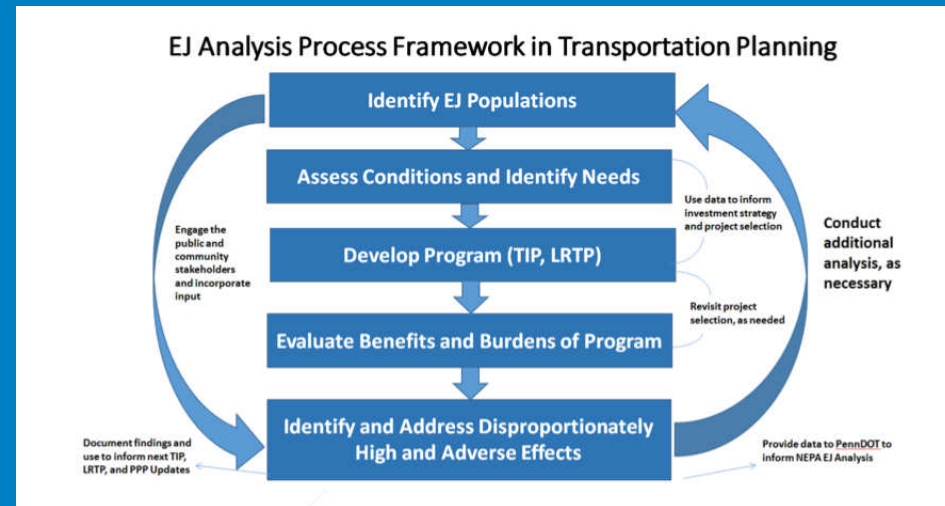 EJ Analysis Process Framework in Transportation Planning
Identify EJ Populations
Assess Conditions and Identify Needs
Use data to inform
investment strategy
and project selection
Engage the
public and
community
stakeholders
and incorporate
input
Conduct
additional
analysis, as
necessary
Develop Program (TIP, LRTP)
Revisit project
selection, as needed
Evaluate Benefits and Burdens of Program
Identify and Address Disproportionately
High and Adverse Effects
Document findings and
use to inform next TIP,
LRTP, and PPP Updates
Provide data to PennDOT to
inform NEPA EJ Analysis